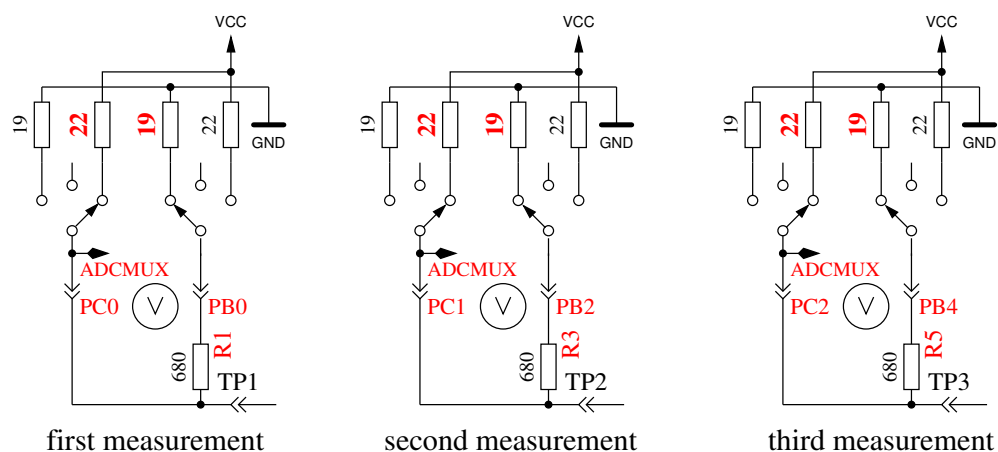 VCC
19
22
19
22
GND
ADCMUX
PC0
V
PB0
R1
680
TP1
first measurement
VCC
19
22
19
22
GND
ADCMUX
PC1
V
PB2
R3
680
TP2
second measurement
VCC
19
22
19
22
GND
ADCMUX
PC2
V
PB4
R5
680
TP3
third measurement